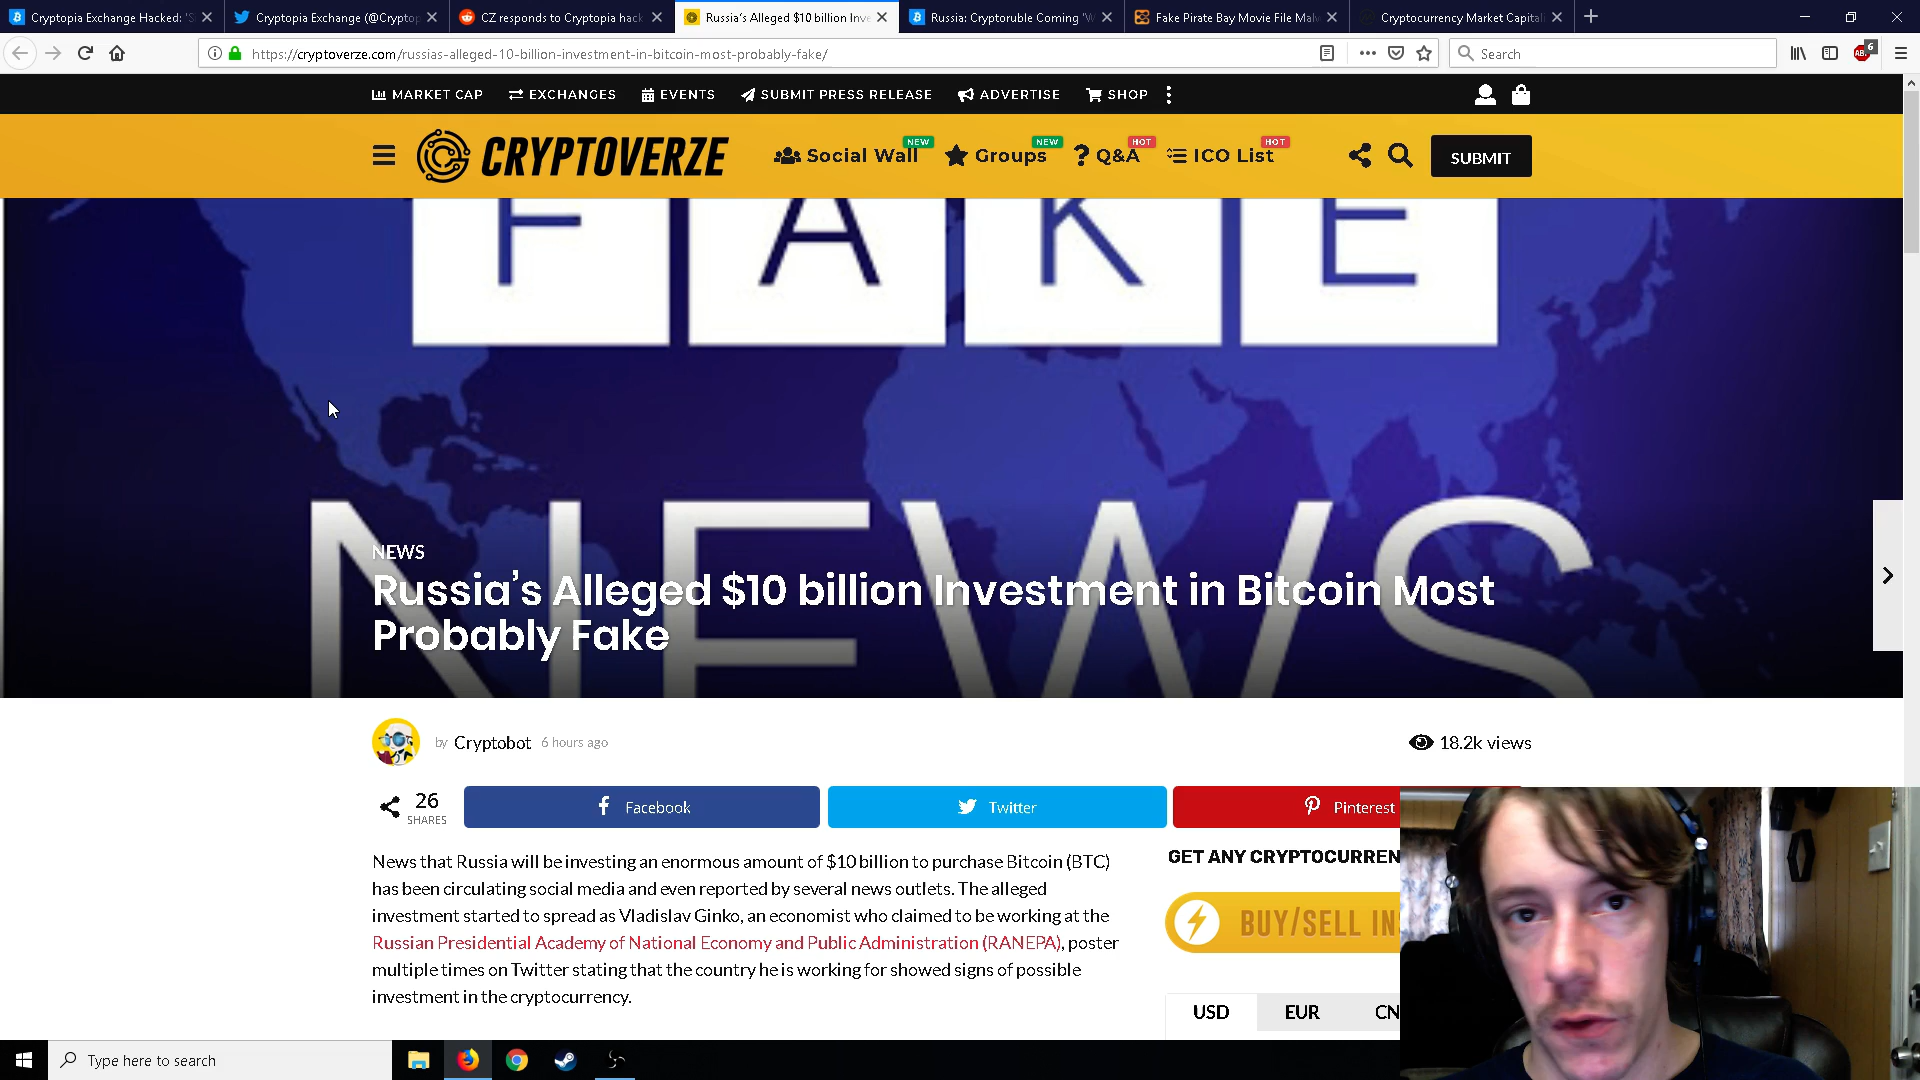 Cryptopia Exchange Hacked: 'S
Cryptopia Exchange (@Cryptop
CZ responds to Cryptopia hack
Russia's Alleged $10 billion Inve
Russia: Cryptoruble Coming 'W
Fake Pirate Bay Movie File Mal
Cryptocurrency Market Capitali
https://cryptoverze.com/russias-alleged-10-billion-investment-in-bitcoin-most-probably-fake/
Search
ABP
6
MARKET CAP
EXCHANGES
EVENTS
SUBMIT PRESS RELEASE
ADVERTISE
SHOP
CRYPTOVERZE
Social Wall
NEW
Groups
NEW
Q&A
HOT
ICO List
HOT
SUBMIT
FAKE
NEWS
NEWS
Russia's Alleged $10 billion Investment in Bitcoin Most
Probably Fake
by Cryptobot 6 hours ago
18.2k views
26
SHARES
Facebook
Twitter
Pinterest
News that Russia will be investing an enormous amount of $10 billion to purchase Bitcoin (BTC)
has been circulating social media and even reported by several news outlets. The alleged
investment started to spread as Vladislav Ginko, an economist who claimed to be working at the
Russian Presidential Academy of National Economy and Public Administration (RANEPA), poster
multiple times on Twitter stating that the country he is working for showed signs of possible
investment in the cryptocurrency.
GET ANY CRYPTOCURREN
BUY/SELL INS
USD
EUR
CN
Type here to search